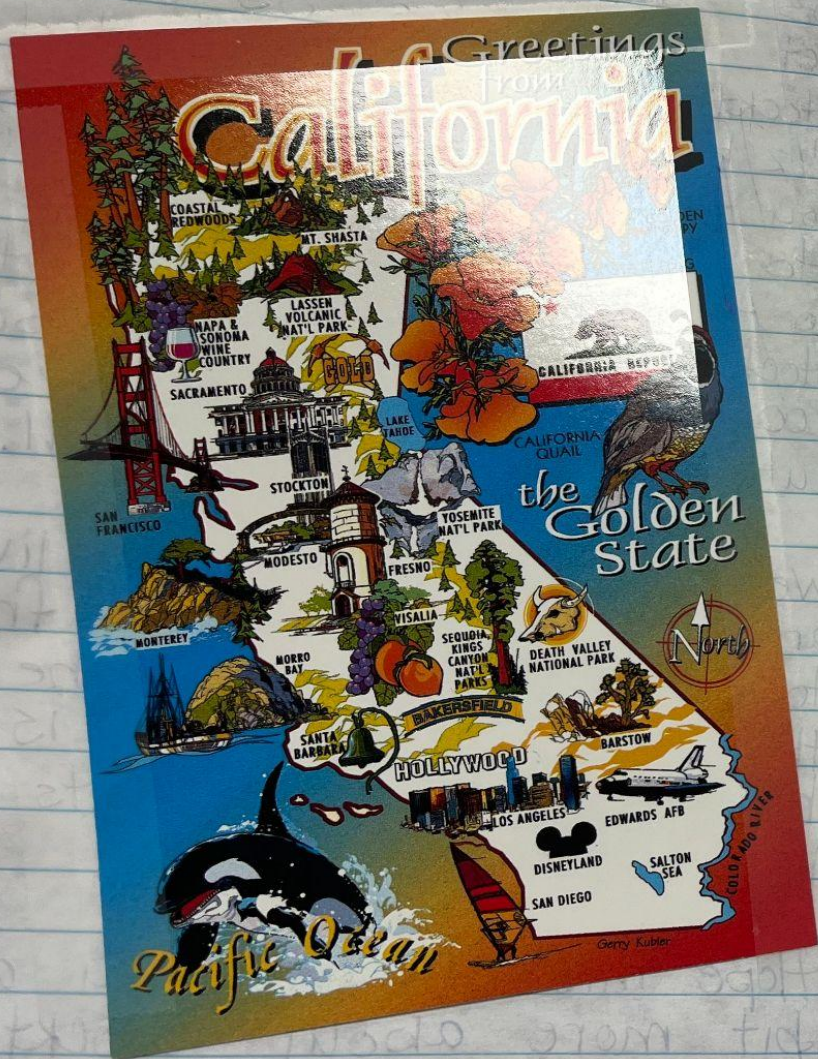 Greetings
from
California
COASTAL
REDWOODS
MT. SHASTA
LASSEN
VOLCANIC
NAT'L PARK
NAPA &
SONOMA
WINE
COUNTRY
GOLD
CALIFORNIA REPUBLIC
SACRAMENTO
LAKE
TAHOE
CALIFORNIA
QUAIL
STOCKTON
the
Golden
State
SAN
FRANCISCO
YOSEMITE
NAT'L PARK
MODESTO
FRESNO
VISALIA
MONTEREY
SEQUOIA,
KINGS
CANYON
NAT'L
PARKS
DEATH VALLEY
NATIONAL PARK
North
MORRO
BAY
BAKERSFIELD
SANTA
BARBARA
BARSTOW
HOLLYWOOD
LOS ANGELES
EDWARDS AFB
COLORADO RIVER
DISNEYLAND
SALTON
SEA
SAN DIEGO
Pacific Ocean
Gerry Kubler